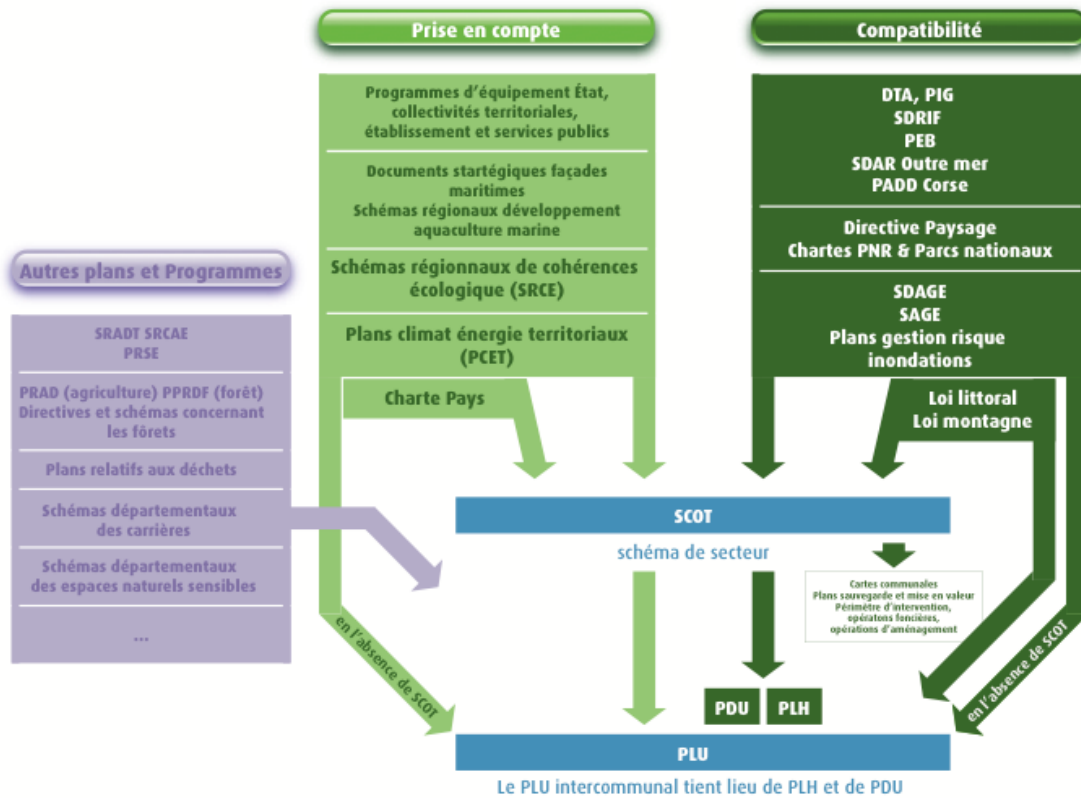 Prise en compte
Programmes d'équipement État,
collectivités territoriales,
établissement et services publics
Documents startégiques façades
maritimes
Schémas régionaux développement
aquaculture marine
Schémas régionnaux de cohérences
écologique (SRCE)
Plans climat énergie territoriaux
(PCET)
Charte Pays
Compatibilité
DTA, PIG
SDRIF
PEB
SDAR Outre mer
PADD Corse
Directive Paysage
Chartes PNR & Parcs nationaux
SDAGE
SAGE
Plans gestion risque
inondations
Loi littoral
Loi montagne
Autres plans et Programmes
SRADT SRCAE
PRSE
PRAD (agriculture) PPRDF (forêt)
Directives et schémas concernant
les fôrets
Plans relatifs aux déchets
Schémas départementaux
des carrières
Schémas départementaux
des espaces naturels sensibles
...
SCOT
schéma de secteur
Cartes communales
Plans sauvegarde et mise en valeur
Périmètre d'intervention,
opératons foncières,
opérations d'aménagement
en l'absence de SCOT
en l'absence de SCOT
PDU
PLH
PLU
Le PLU intercommunal tient lieu de PLH et de PDU